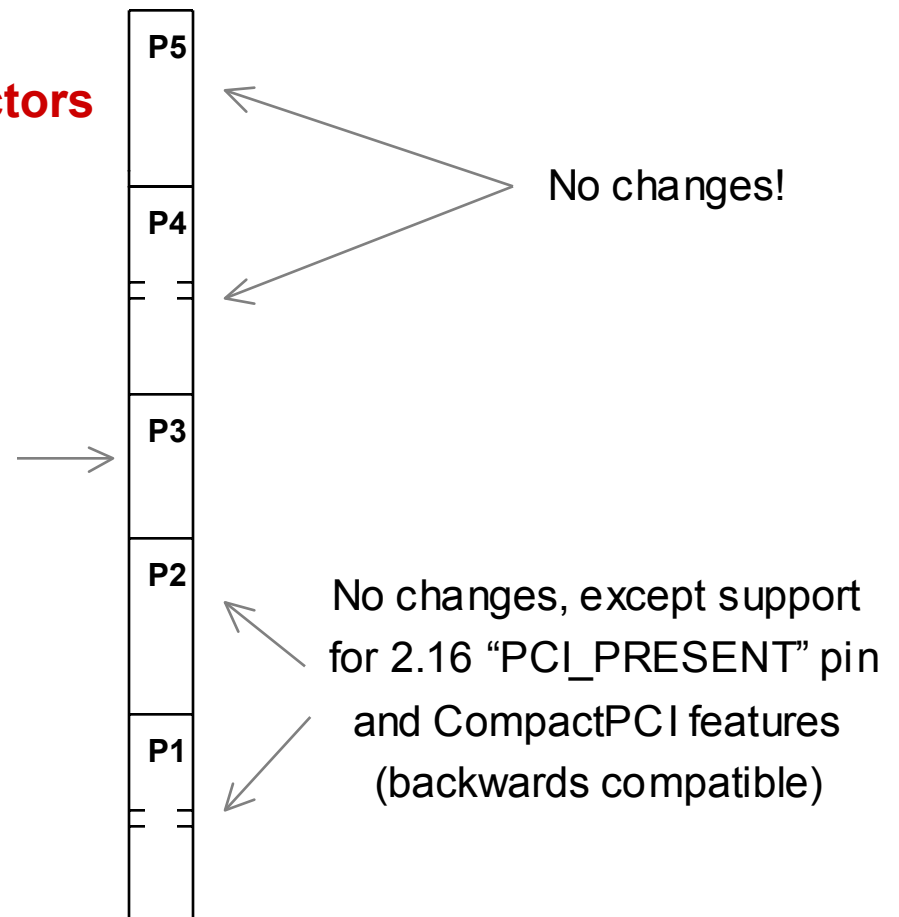 P5
ctors
No changes!
P4
P3
P2
No changes, except support
for 2.16 “PCI_PRESENT” pin
and CompactPCI features
(backwards compatible)
P1